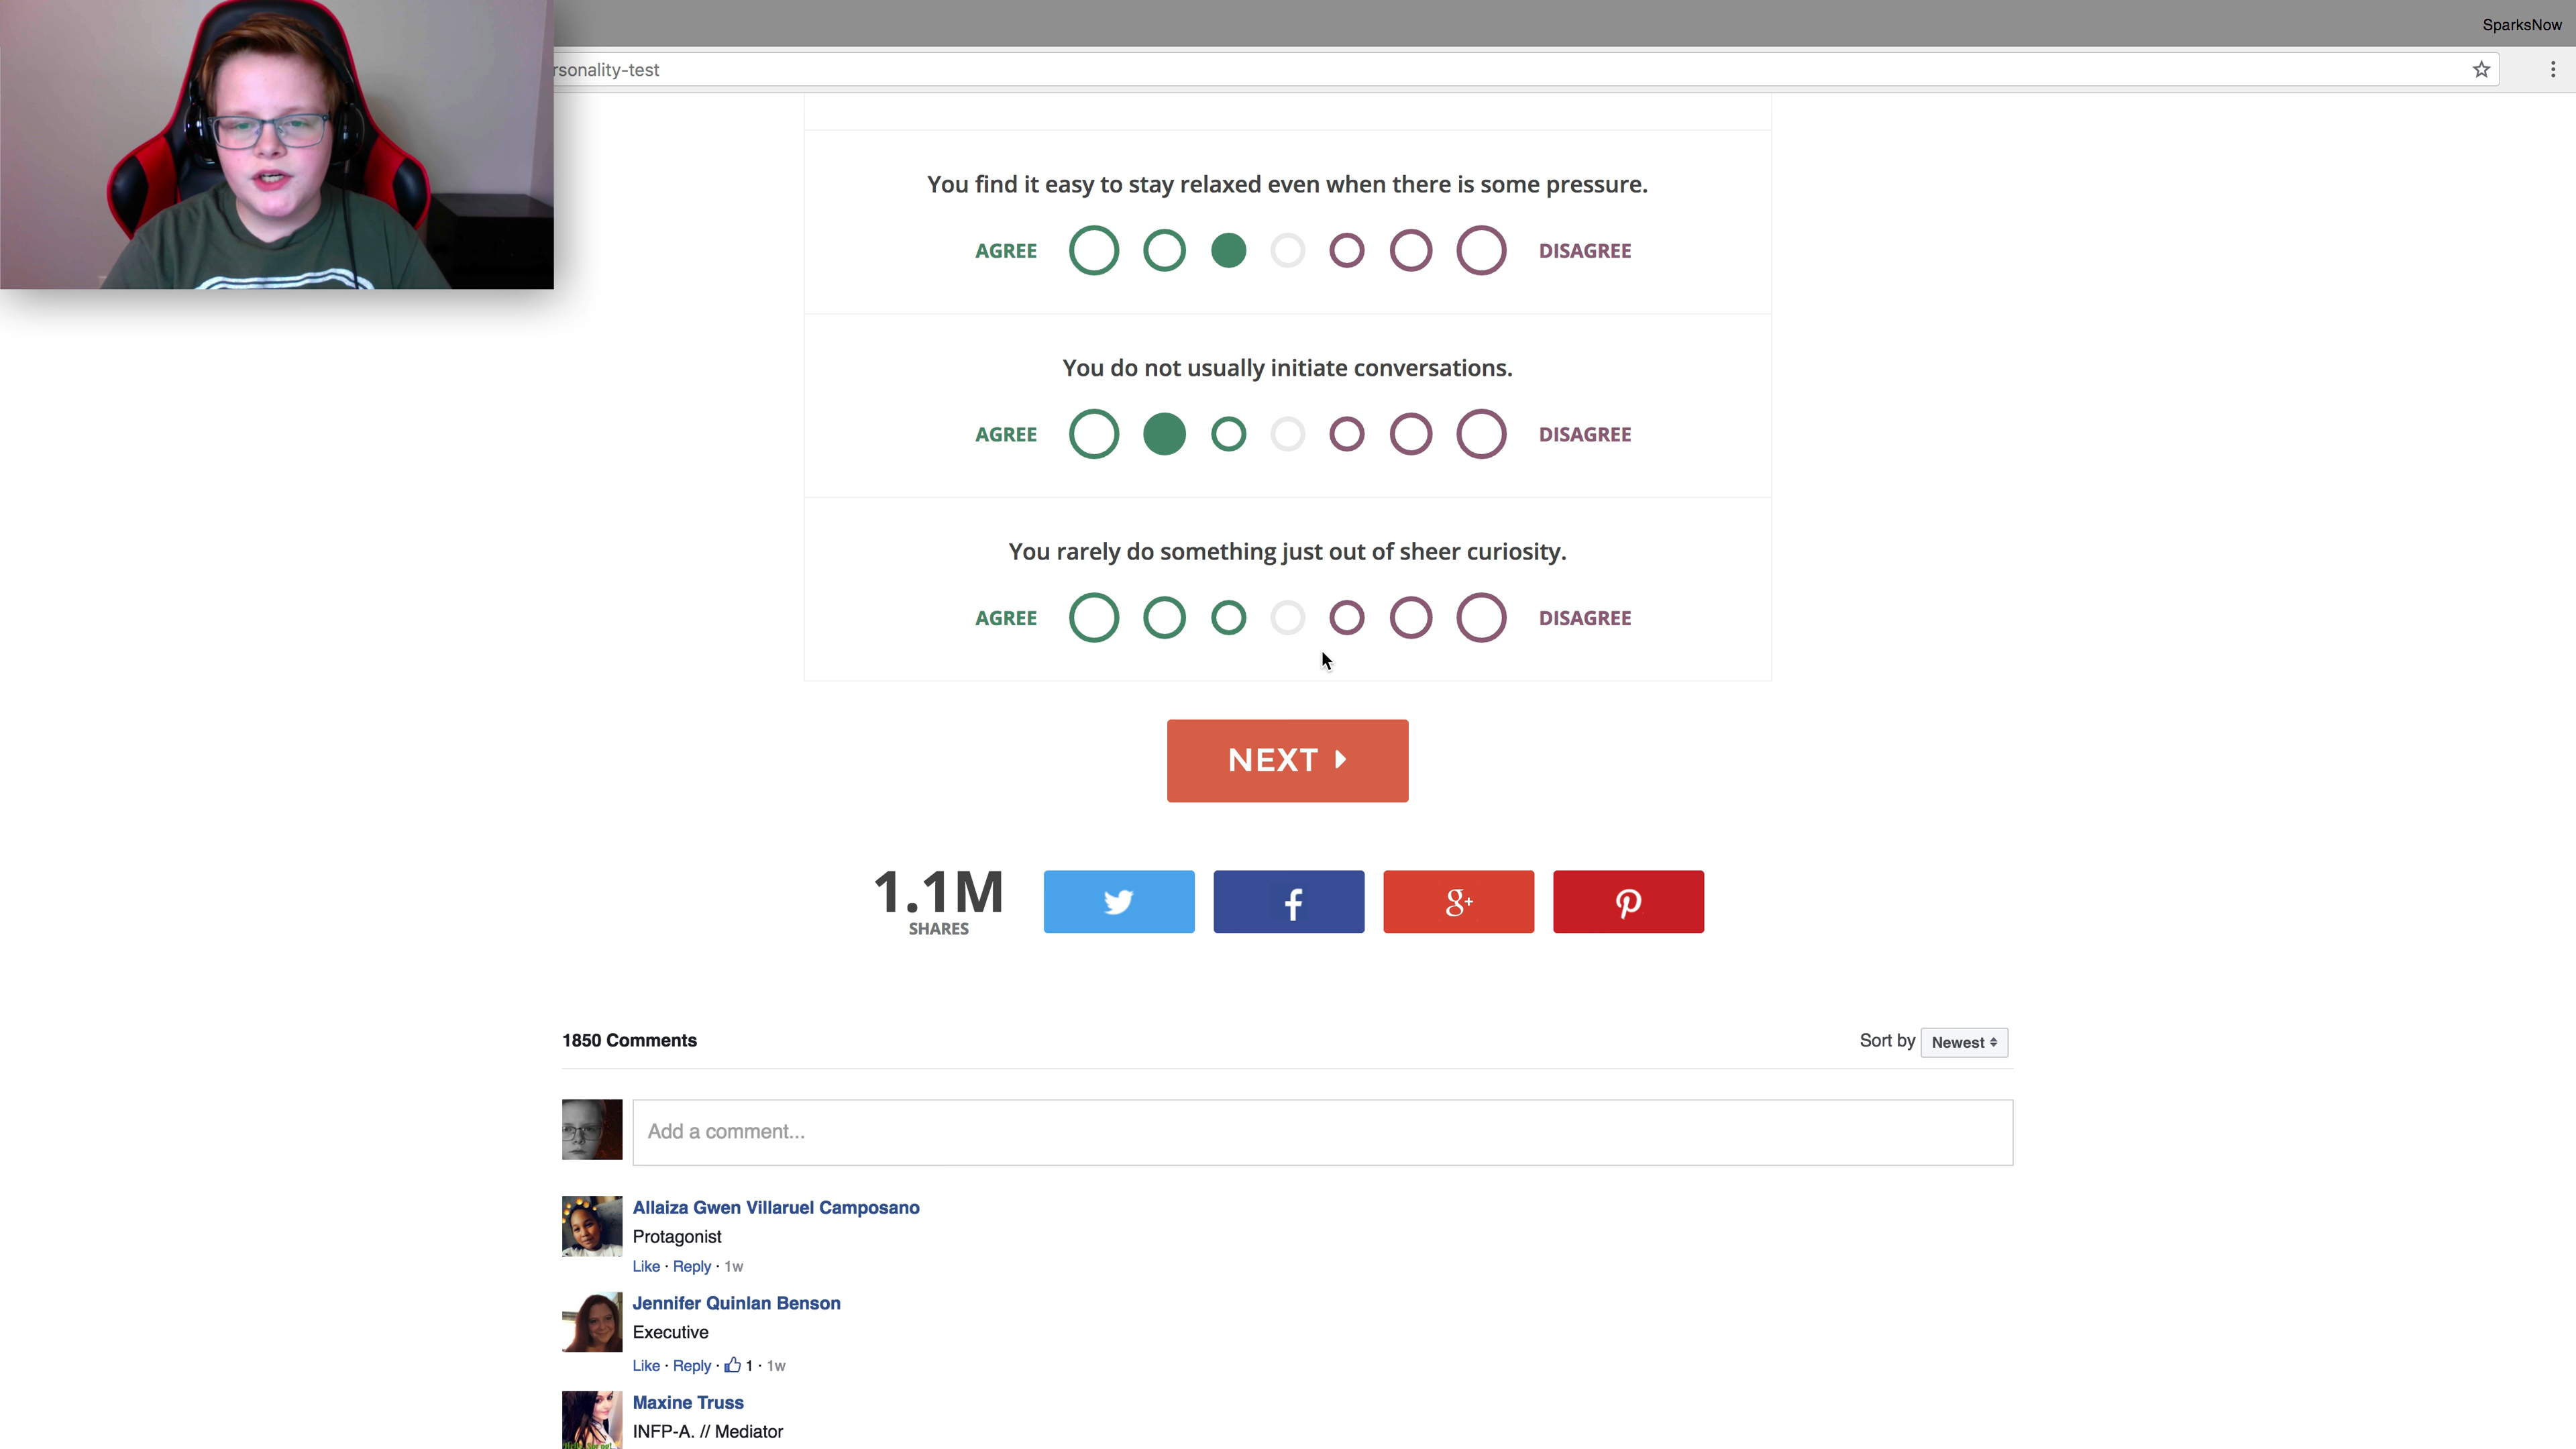 SparksNow
rsonality-test
You find it easy to stay relaxed even when there is some pressure.
AGREE DISAGREE
You do not usually initiate conversations.
AGREE DISAGREE
You rarely do something just out of sheer curiosity.
AGREE DISAGREE
NEXT
1.1M
SHARES
1850 Comments
Sort by Newest
Add a comment...
Allaiza Gwen Villaruel Camposano
Protagonist
Like · Reply · 1w
Jennifer Quinlan Benson
Executive
Like · Reply · 1 · 1w
Maxine Truss
INFP-A. // Mediator